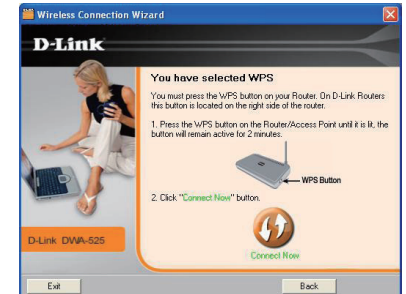 Wireless Connection Wizard
D-Link
You have selected WPS
You must press the WPS button on your Router. On D-Link Routers
this button is located on the right side of the router.
1. Press the WPS button on the Router/Access Point until it is lit, the
button will remain active for 2 minutes.
WPS Button
2. Click "Connect Now" button.
D-Link DWA-525
Connect Now
Exit
Back